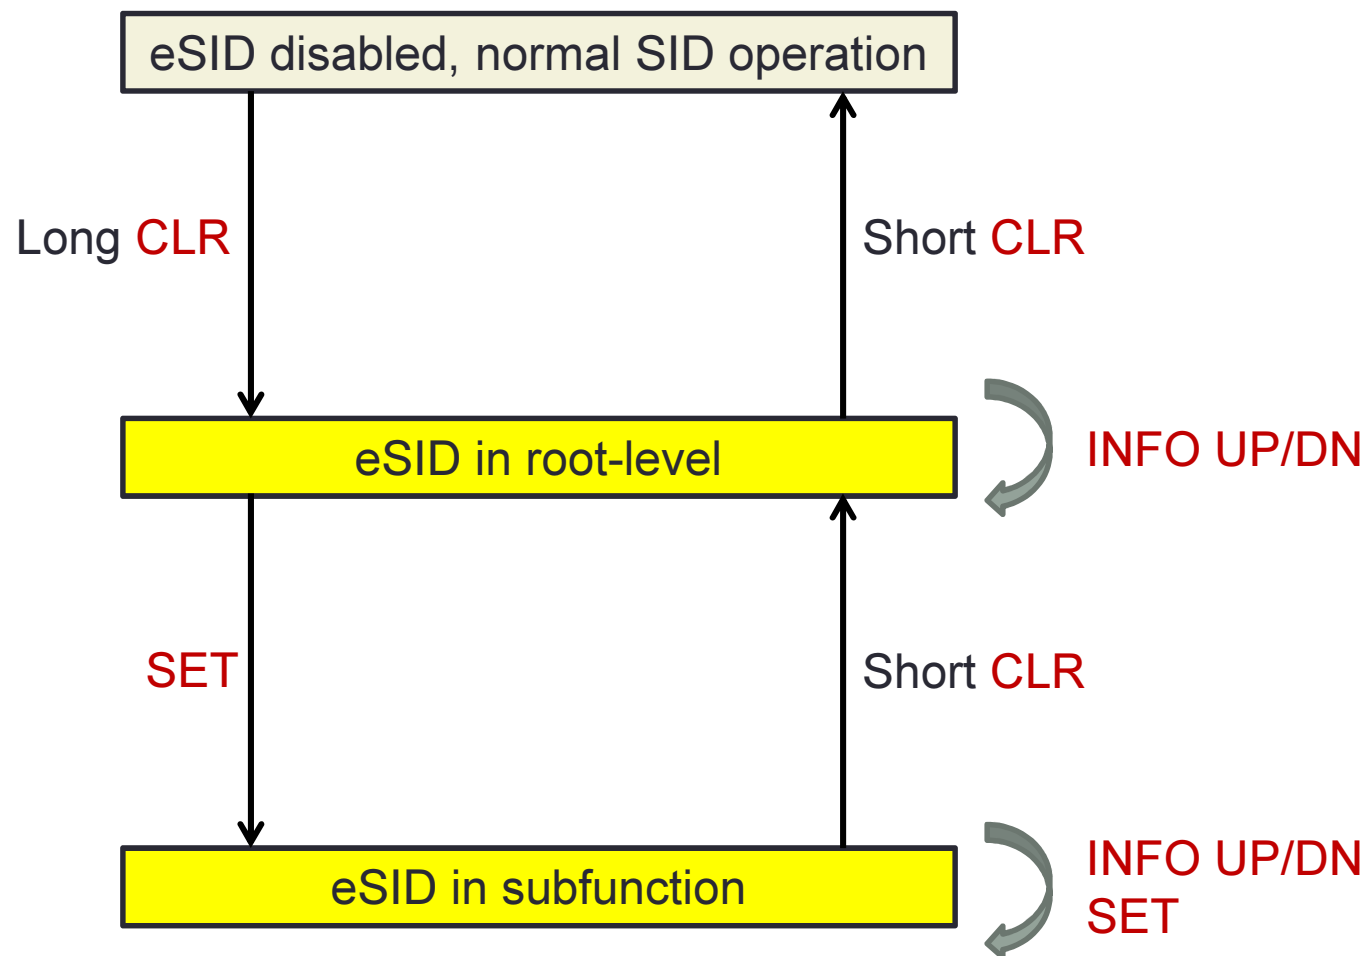 eSID disabled, normal SID operation
Long CLR
Short CLR
eSID in root-level
INFO UP/DN
SET
Short CLR
eSID in subfunction
INFO UP/DN
SET